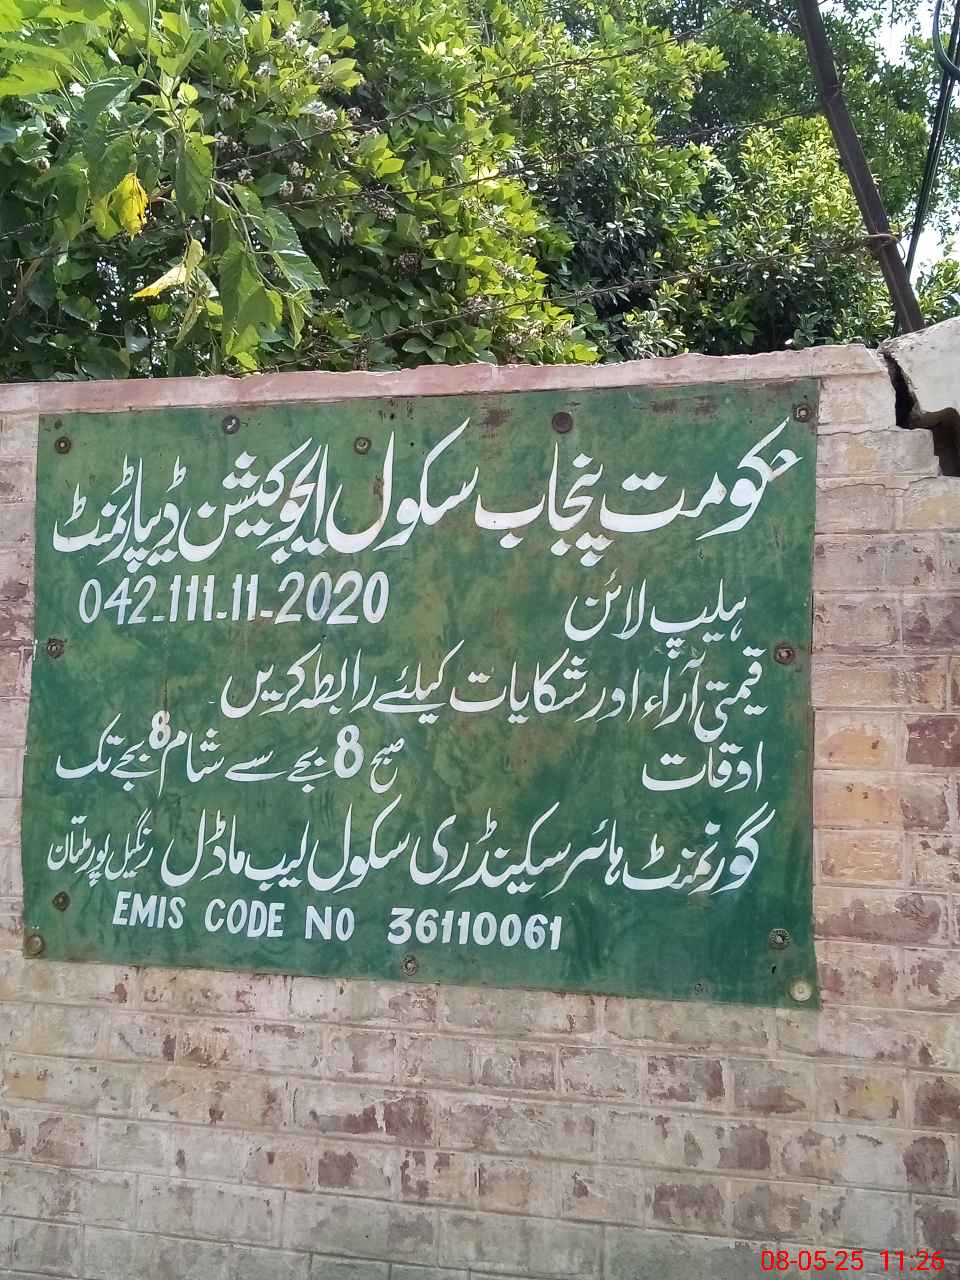 حکومت پنجاب سکول ایجوکیشن ڈیپارٹمنٹ
ہیلپ لائن 042-111-11-2020
قیمتی آراء اور شکایات کیلئے رابطہ کریں
اوقات صبح 8 بجے سے شام 8 بجے تک
گورنمنٹ ہائر سیکینڈری سکول لیب ماڈل رنگیل پور ملتان
EMIS CODE NO 36110061
08-05-25 11:26